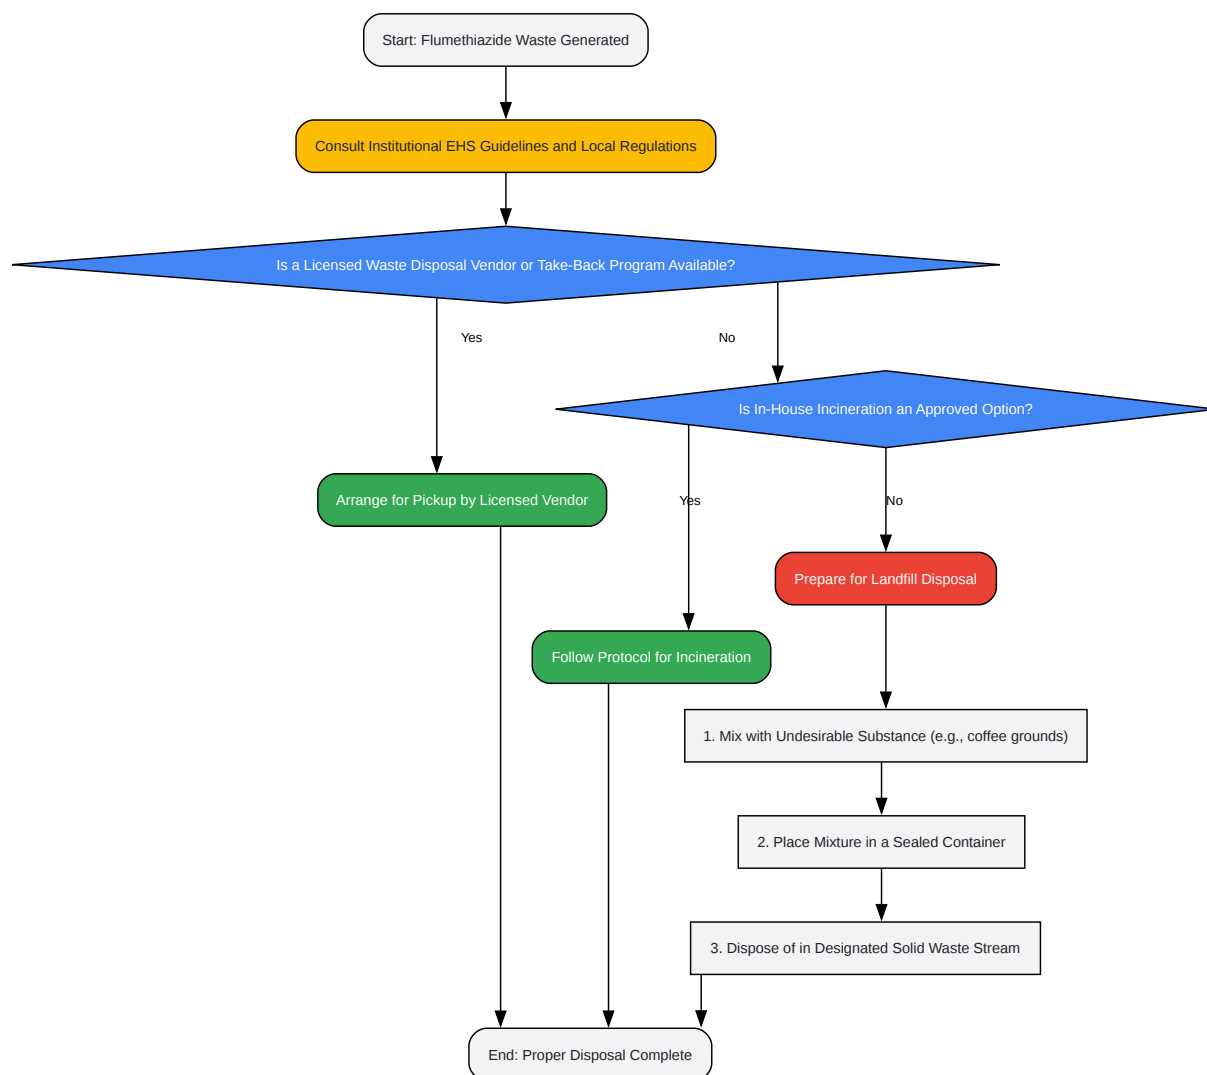 Start: Flumethiazide Waste Generated
Consult Institutional EHS Guidelines and Local Regulations
Is a Licensed Waste Disposal Vendor or Take-Back Program Available?
Yes
No
Is In-House Incineration an Approved Option?
Arrange for Pickup by Licensed Vendor
Yes
No
Prepare for Landfill Disposal
Follow Protocol for Incineration
1. Mix with Undesirable Substance (e.g., coffee grounds)
2. Place Mixture in a Sealed Container
3. Dispose of in Designated Solid Waste Stream
End: Proper Disposal Complete